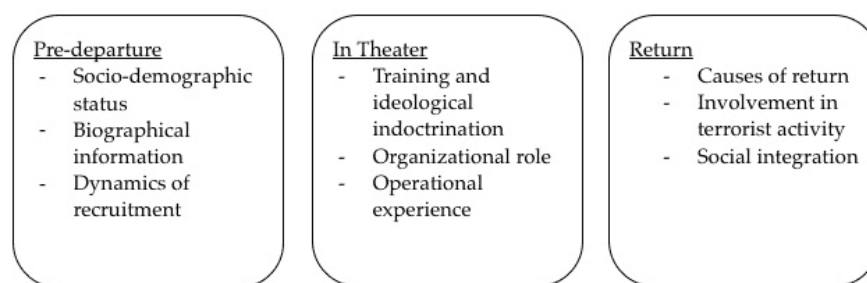 Pre-departure
- Socio-demographic
status
- Biographical
information
- Dynamics of
recruitment
In Theater
- Training and
ideological
indoctrination
- Organizational role
- Operational
experience
Return
- Causes of return
- Involvement in
terrorist activity
- Social integration